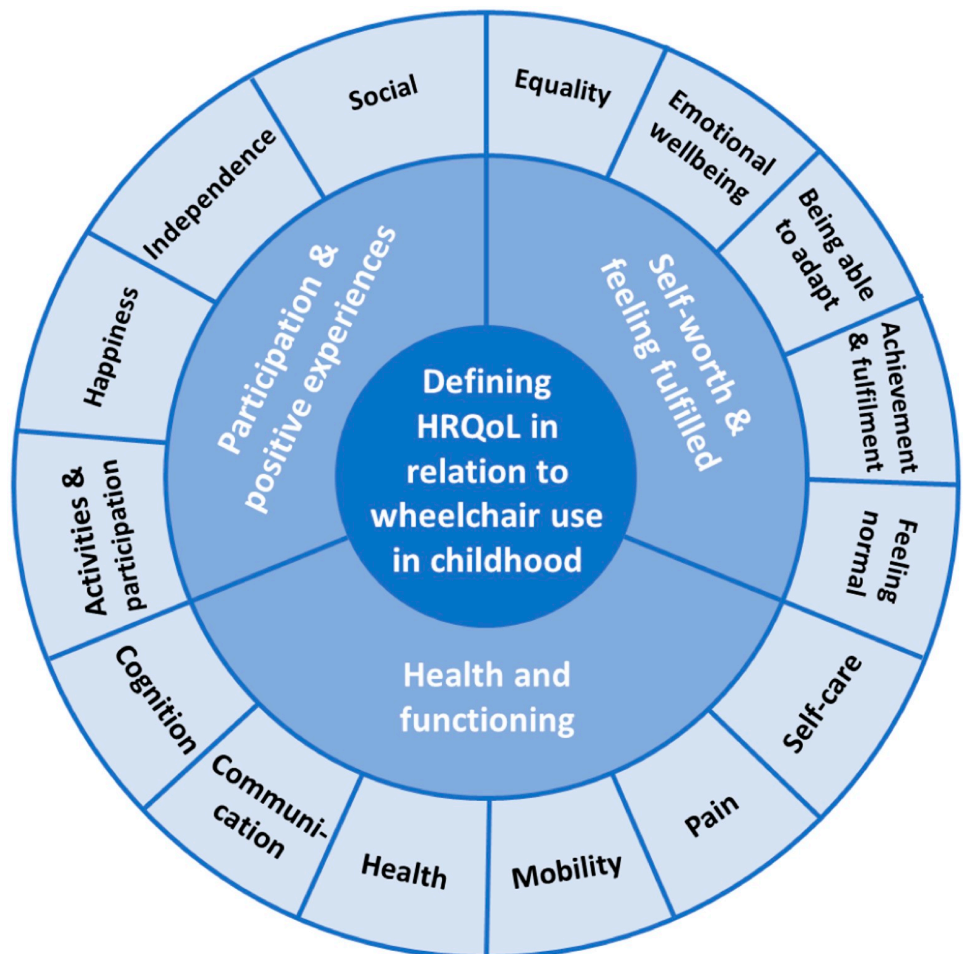 Defining
HRQoL in
relation to
wheelchair use
in childhood
Participation &
positive experiences
Self-worth &
feeling fulfilled
Health and
functioning
Social
Equality
Emotional
wellbeing
Being able
to adapt
Achievement
& fulfilment
Feeling
normal
Self-care
Pain
Mobility
Health
Communi-
cation
Cognition
Activities &
participation
Happiness
Independence